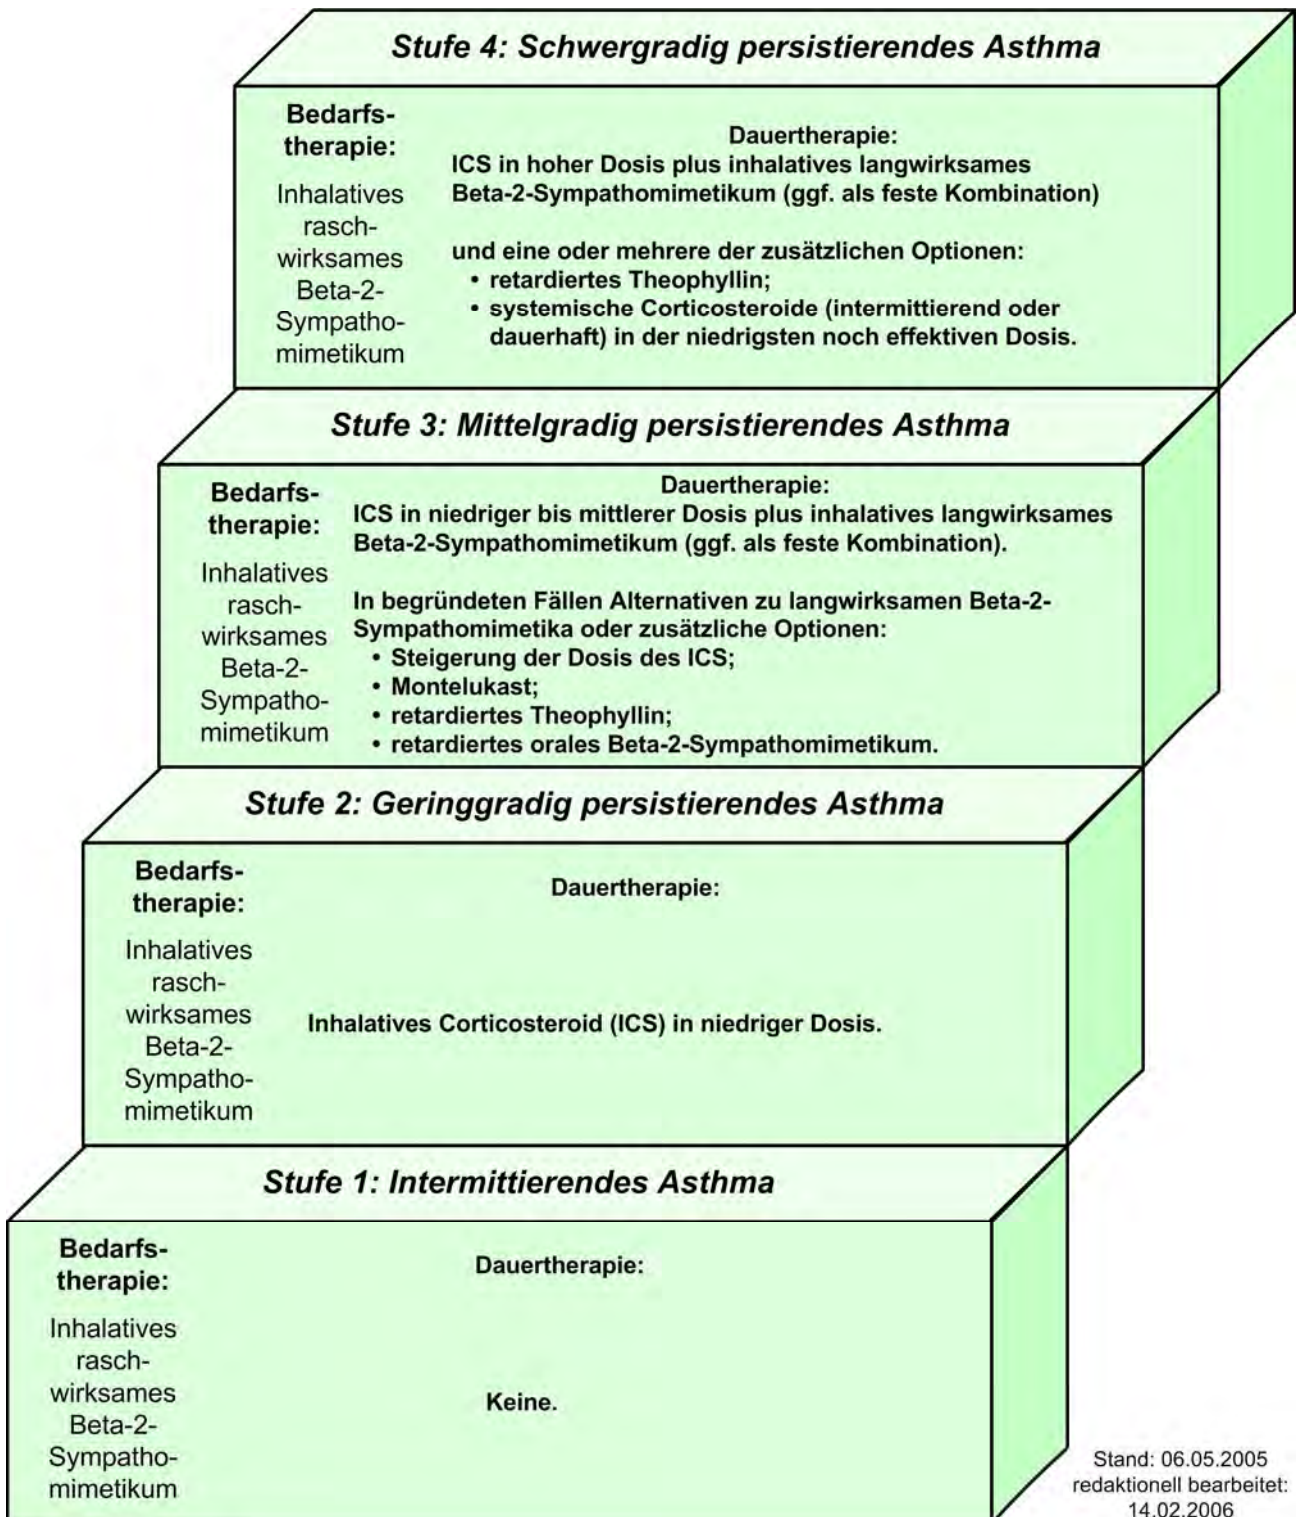 Stufe 4: Schwergradig persistierendes Asthma
Bedarfs-
therapie:
Inhalatives
rasch-
wirksames
Beta-2-
Sympatho-
mimetikum
Dauertherapie:
ICS in hoher Dosis plus inhalatives langwirksames
Beta-2-Sympathomimetikum (ggf. als feste Kombination)
und eine oder mehrere der zusätzlichen Optionen:
• retardiertes Theophyllin;
• systemische Corticosteroide (intermittierend oder
dauerhaft) in der niedrigsten noch effektiven Dosis.
Stufe 3: Mittelgradig persistierendes Asthma
Bedarfs-
therapie:
Inhalatives
rasch-
wirksames
Beta-2-
Sympatho-
mimetikum
Dauertherapie:
ICS in niedriger bis mittlerer Dosis plus inhalatives langwirksames
Beta-2-Sympathomimetikum (ggf. als feste Kombination).
In begründeten Fällen Alternativen zu langwirksamen Beta-2-
Sympathomimetika oder zusätzliche Optionen:
• Steigerung der Dosis des ICS;
• Montelukast;
• retardiertes Theophyllin;
• retardiertes orales Beta-2-Sympathomimetikum.
Stufe 2: Geringgradig persistierendes Asthma
Bedarfs-
therapie:
Inhalatives
rasch-
wirksames
Beta-2-
Sympatho-
mimetikum
Dauertherapie:
Inhalatives Corticosteroid (ICS) in niedriger Dosis.
Stufe 1: Intermittierendes Asthma
Bedarfs-
therapie:
Inhalatives
rasch-
wirksames
Beta-2-
Sympatho-
mimetikum
Dauertherapie:
Keine.
Stand: 06.05.2005
redaktionell bearbeitet:
14.02.2006